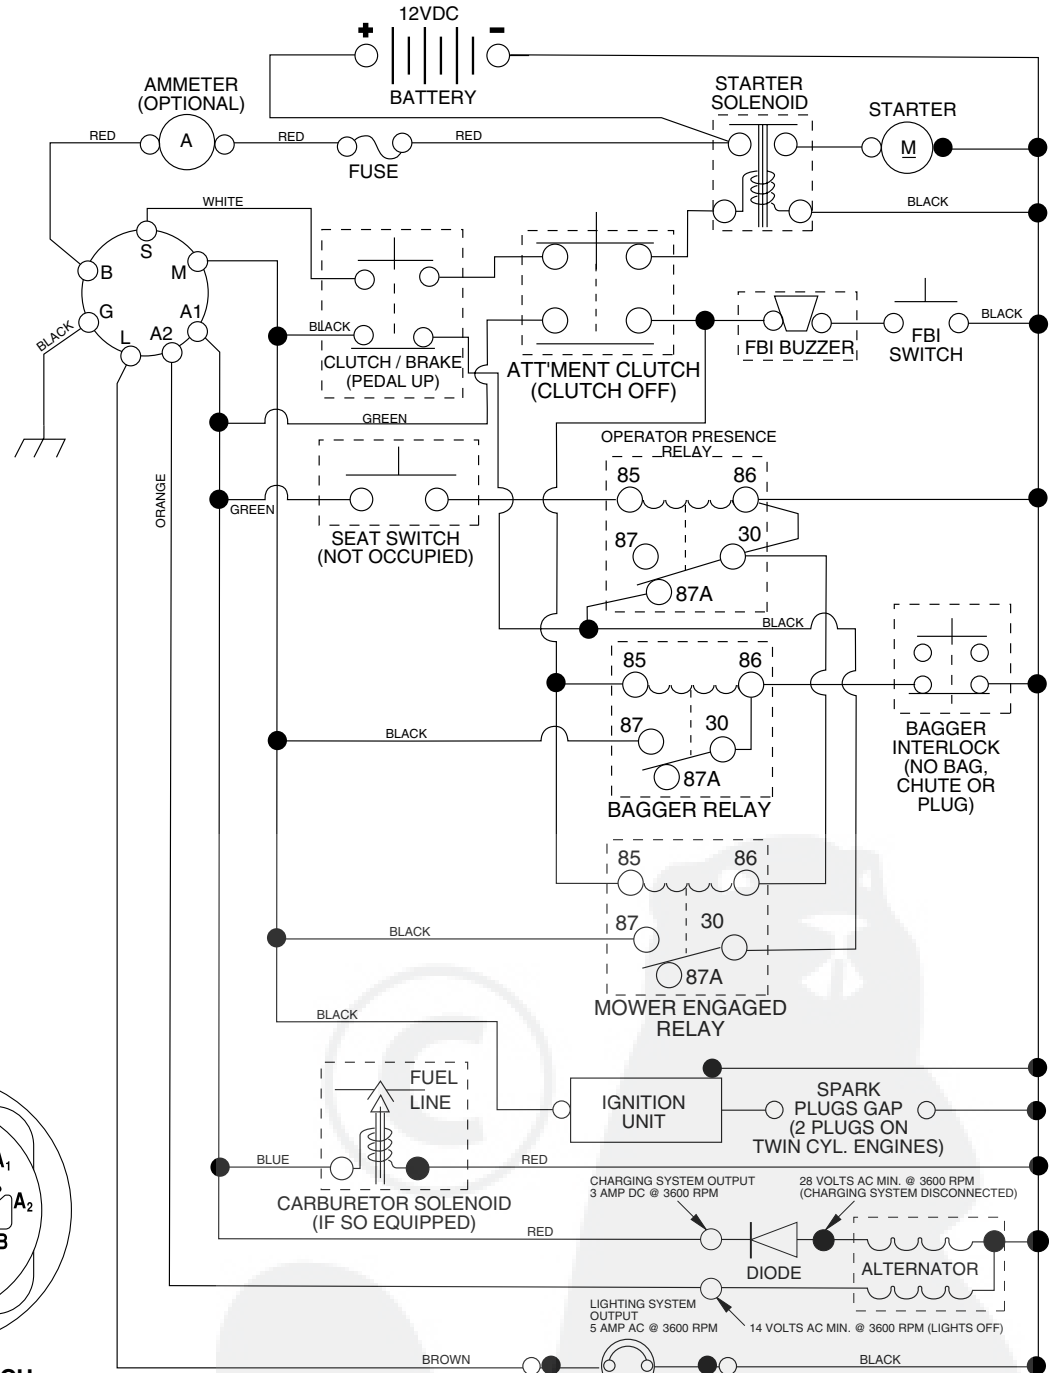 12VDC
+ -
BATTERY
AMMETER
(OPTIONAL)
STARTER
SOLENOID
STARTER
RED
A
RED
RED
FUSE
M
WHITE
BLACK
S
B
M
G
A1
L
A2
BLACK
BLACK
CLUTCH / BRAKE
(PEDAL UP)
ATT'MENT CLUTCH
(CLUTCH OFF)
FBI BUZZER
FBI
SWITCH
BLACK
GREEN
OPERATOR PRESENCE
RELAY
85
86
ORANGE
GREEN
SEAT SWITCH
(NOT OCCUPIED)
87
30
87A
BLACK
85
86
87
30
87A
BLACK
BAGGER RELAY
BAGGER
INTERLOCK
(NO BAG,
CHUTE OR
PLUG)
85
86
87
30
87A
BLACK
MOWER ENGAGED
RELAY
BLACK
©
FUEL
LINE
IGNITION
UNIT
SPARK
PLUGS GAP
(2 PLUGS ON
TWIN CYL. ENGINES)
BLUE
RED
CARBURETOR SOLENOID
(IF SO EQUIPPED)
CHARGING SYSTEM OUTPUT
3 AMP DC @ 3600 RPM
28 VOLTS AC MIN. @ 3600 RPM
(CHARGING SYSTEM DISCONNECTED)
RED
DIODE
ALTERNATOR
LIGHTING SYSTEM
OUTPUT
5 AMP AC @ 3600 RPM
14 VOLTS AC MIN. @ 3600 RPM (LIGHTS OFF)
BROWN
BLACK
A1
A2
B